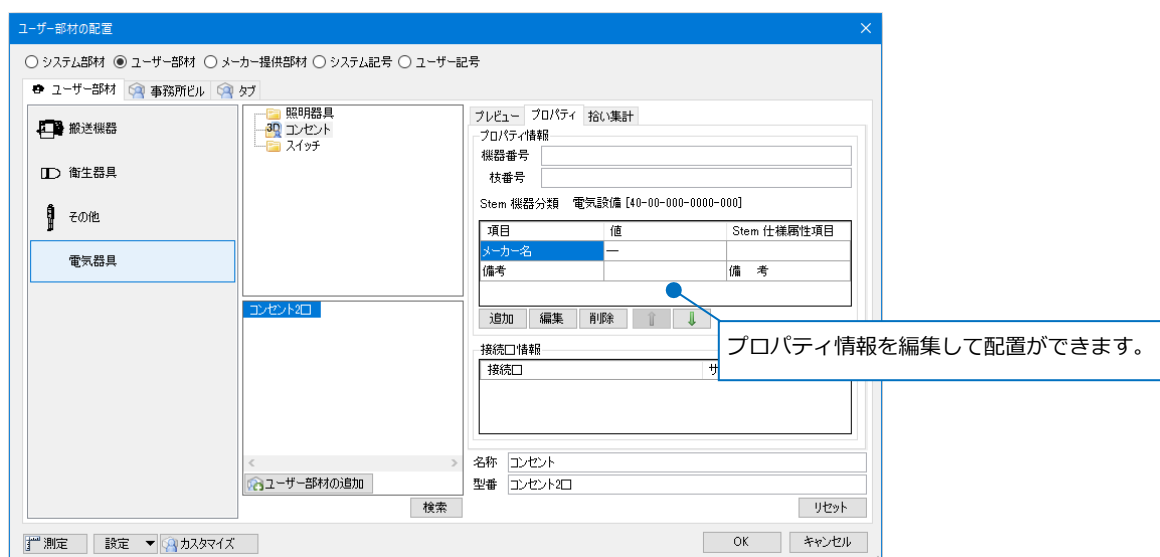 ユーザー部材の配置
システム部材 ユーザー部材 メーカー提供部材 システム記号 ユーザー記号
ユーザー部材 事務所ビル タブ
搬送機器
衛生器具
その他
電気器具
照明器具
3D コンセント
スイッチ
コンセント2口
ユーザー部材の追加
検索
プレビュー プロパティ 拾い集計
プロパティ情報
機器番号
枝番号
Stem 機器分類 電気設備 [40-00-000-0000-000]
項目 値 Stem 仕様属性項目
メーカー名 ―
備考 備 考
追加 編集 削除
プロパティ情報を編集して配置ができます。
接続口情報
接続口 サ
名称 コンセント
型番 コンセント2口
リセット
測定 設定 カスタマイズ OK キャンセル